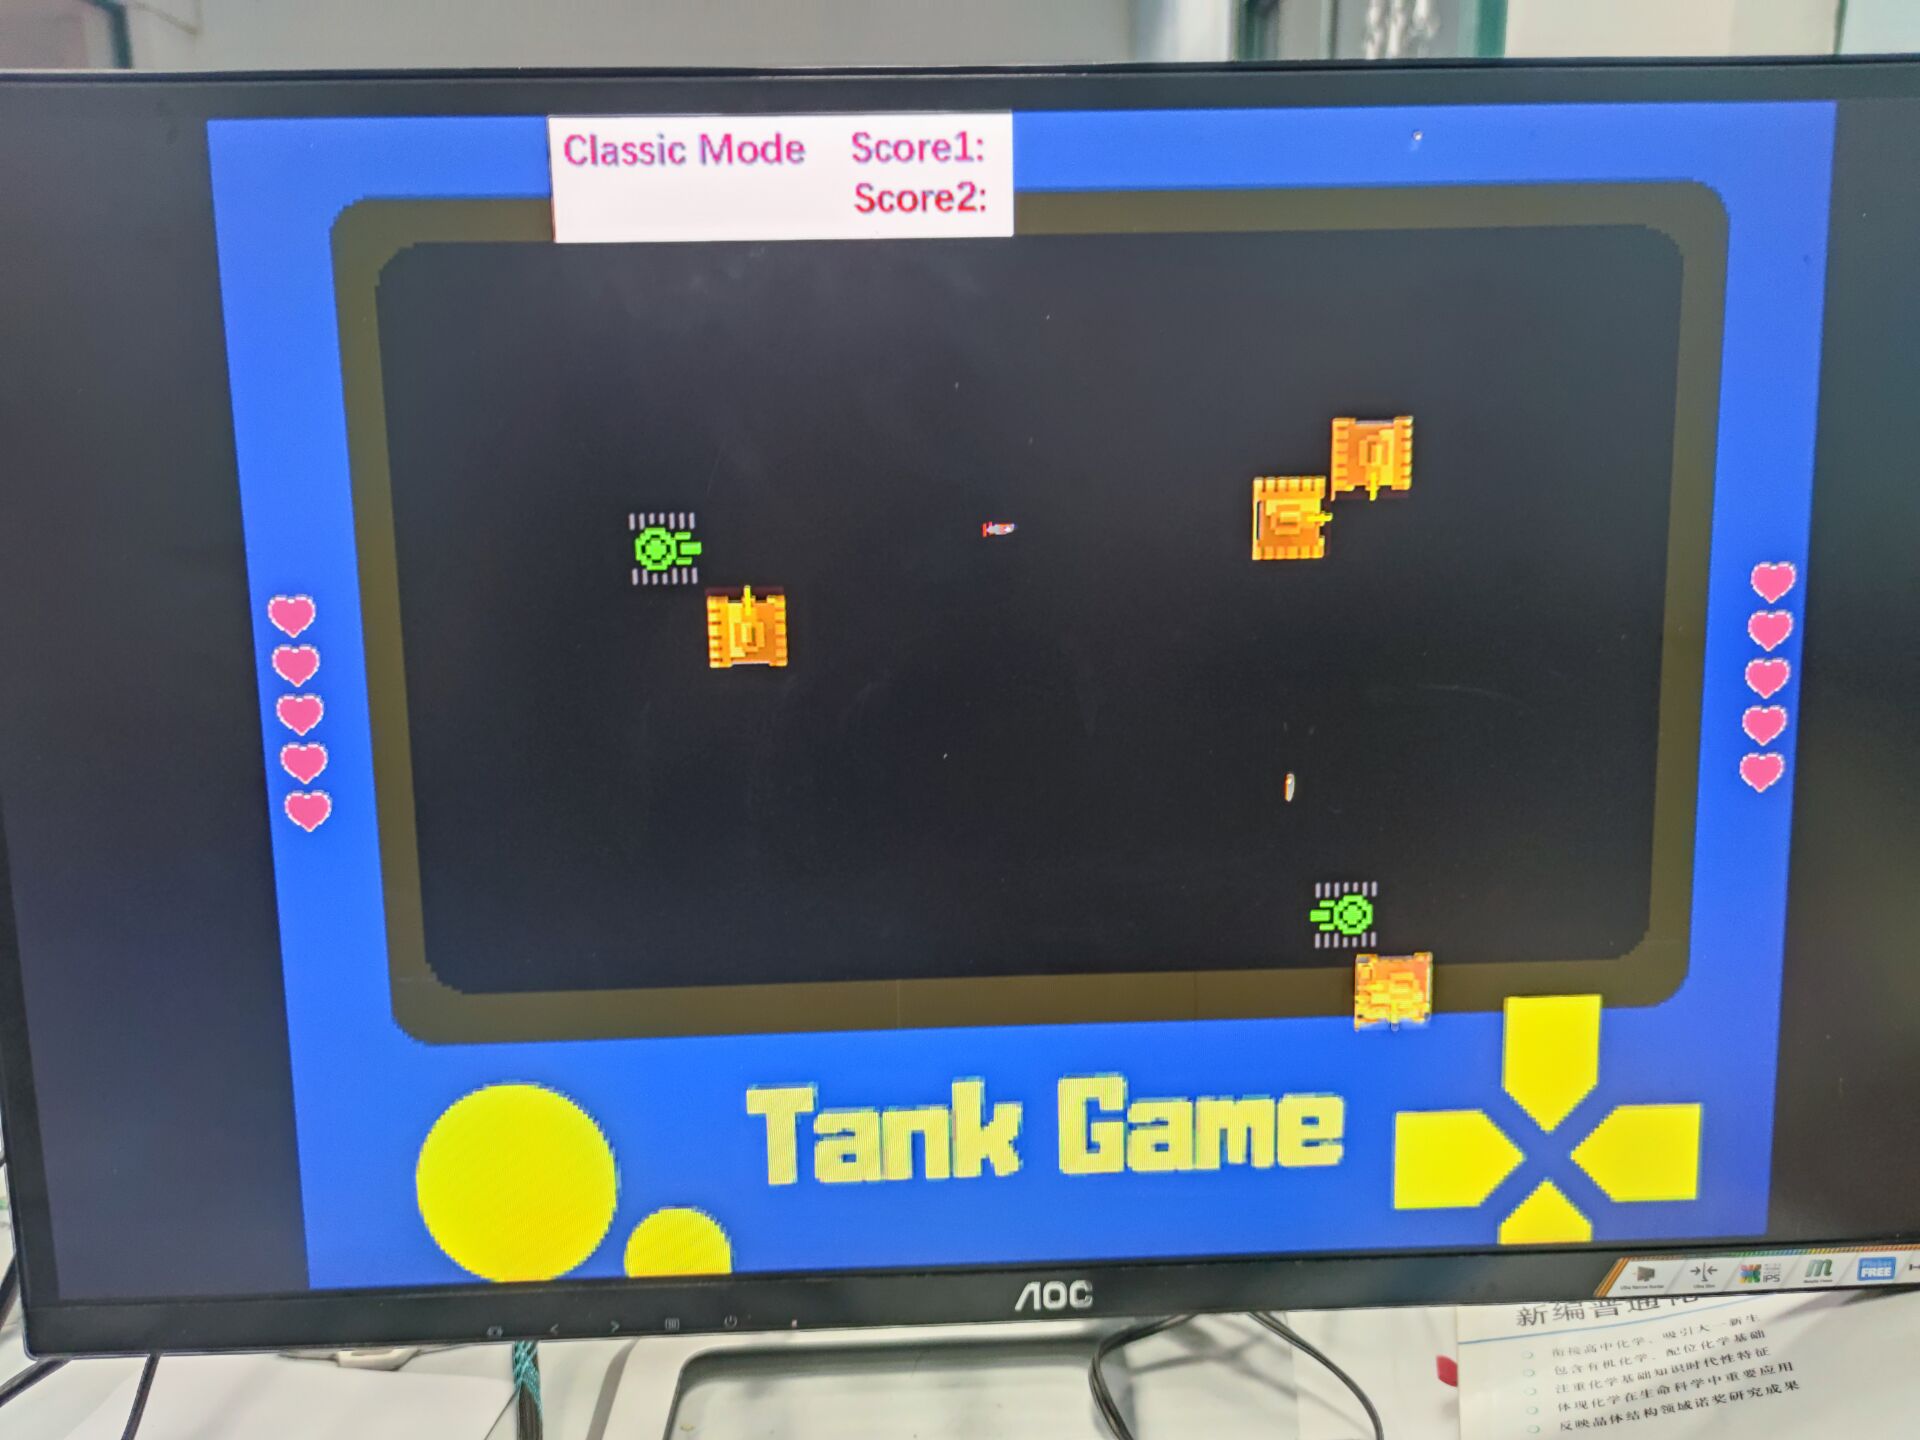 Classic Mode Score1:
Score2:
Tank Game
AOC
IPS
FREE
新编普通化
衔接高中化学、吸引大一新生
包含有机化学、配位化学基础
注重化学基础知识时代性特征
体现化学在生命科学中重要应用
反映晶体结构领域诺奖研究成果